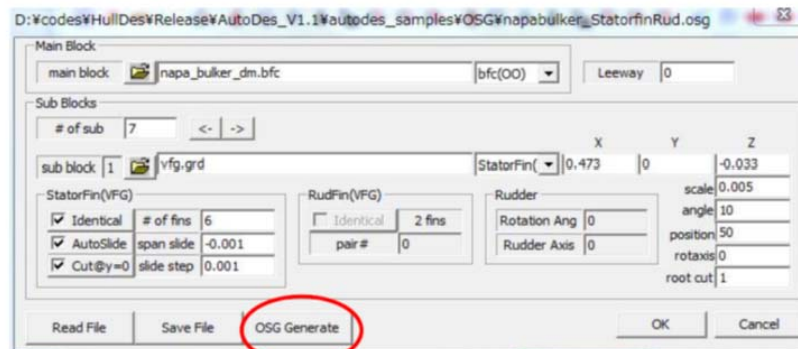 D:¥codes¥HullDes¥Release¥AutoDes_V1.1¥autodes_samples¥OSG¥napabulker_StatorfinRud.osg
Main Block
main block napa_bulker_dm.bfc bfc(OO) Leeway 0
Sub Blocks
# of sub 7 <- ->
X Y Z
sub block 1 vfg.grd StatorFin( 0.473 0 -0.033
StatorFin(VFG) RudFin(VFG) Rudder scale 0.005
Identical # of fins 6 Identical 2 fins Rotation Ang 0 angle 10
AutoSlide span slide -0.001 pair# 0 Rudder Axis 0 position 50
Cut@y=0 slide step 0.001 rotaxis 0
root cut 1
Read File Save File OSG Generate OK Cancel